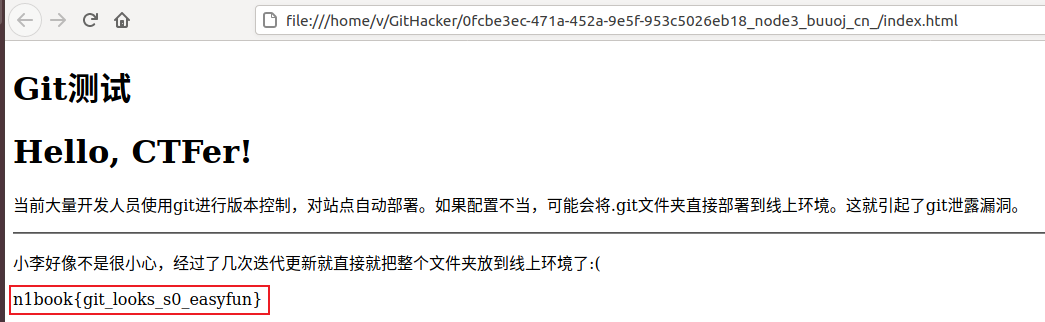 file:///home/v/GitHacker/0fcbe3ec-471a-452a-9e5f-953c5026eb18_node3_buuoj_cn_/index.html
Git测试
Hello, CTFer!
当前大量开发人员使用git进行版本控制，对站点自动部署。如果配置不当，可能会将.git文件夹直接部署到线上环境。这就引起了git泄露漏洞。
小李好像不是很小心，经过了几次迭代更新就直接就把整个文件夹放到线上环境了:(
n1book{git_looks_s0_easyfun}